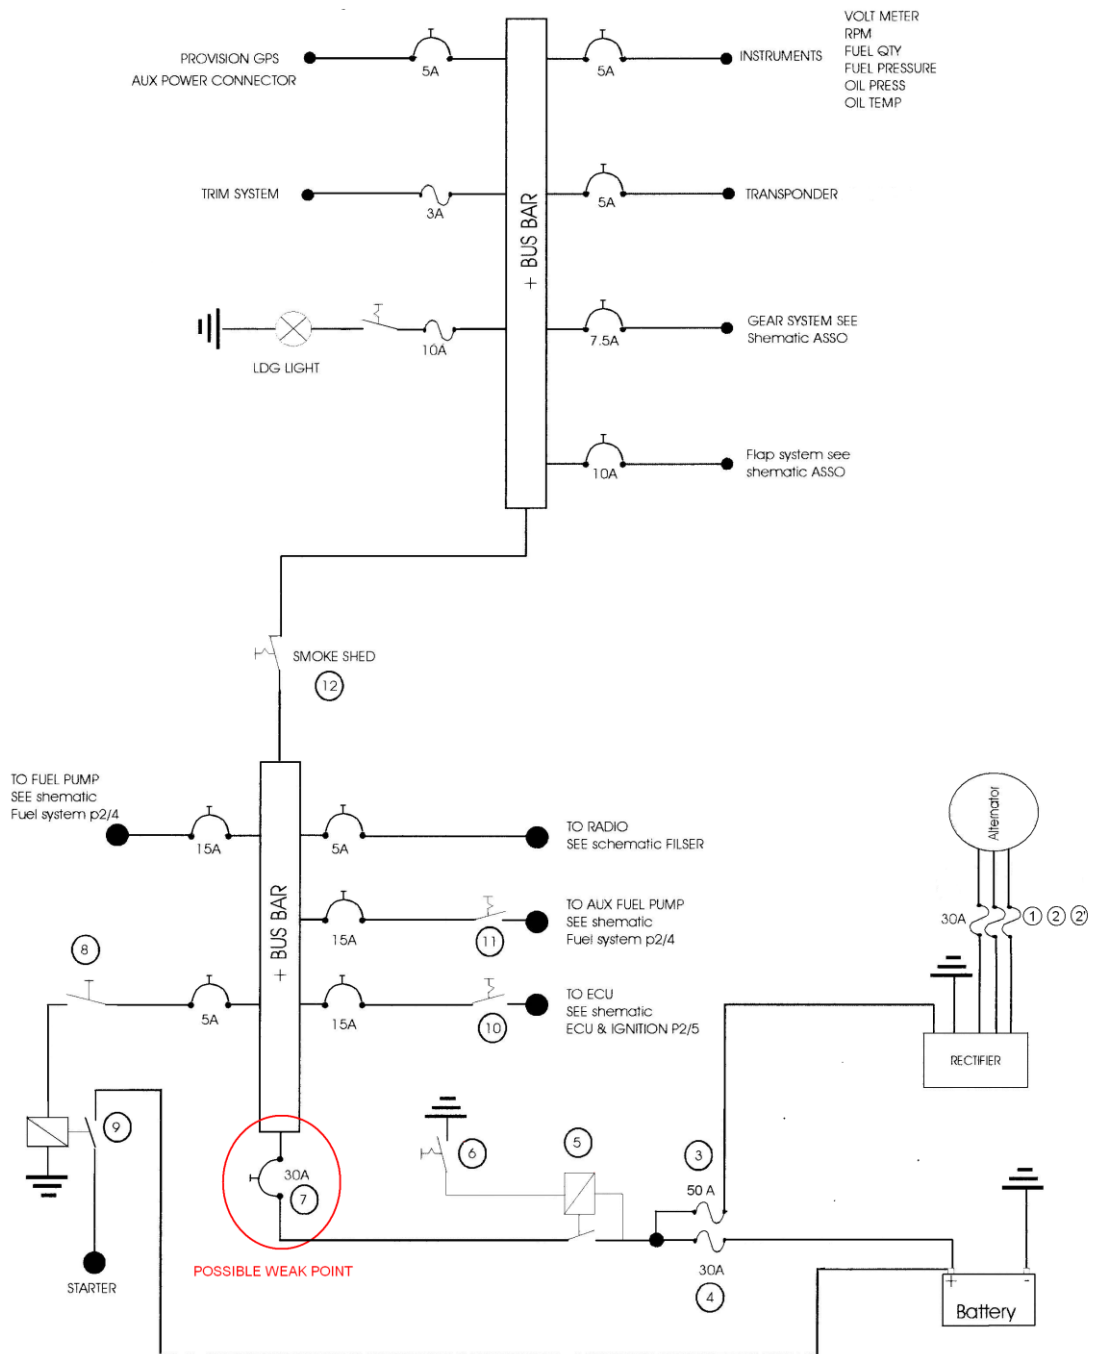 VOLT METER
RPM
FUEL QTY
FUEL PRESSURE
OIL PRESS
OIL TEMP
PROVISION GPS
AUX POWER CONNECTOR
5A
5A
INSTRUMENTS
TRIM SYSTEM
3A
5A
TRANSPONDER
+ BUS BAR
LDG LIGHT
10A
7.5A
GEAR SYSTEM SEE
Shematic ASSO
10A
Flap system see
shematic ASSO
SMOKE SHED
12
TO FUEL PUMP
SEE shematic
Fuel system p2/4
15A
5A
TO RADIO
SEE schematic FILSER
Alternator
+ BUS BAR
15A
11
TO AUX FUEL PUMP
SEE shematic
Fuel system p2/4
30A
1 2 2'
8
5A
15A
10
TO ECU
SEE shematic
ECU & IGNITION P2/5
RECTIFIER
9
30A
7
6
5
3
50 A
POSSIBLE WEAK POINT
STARTER
30A
4
+ -
Battery